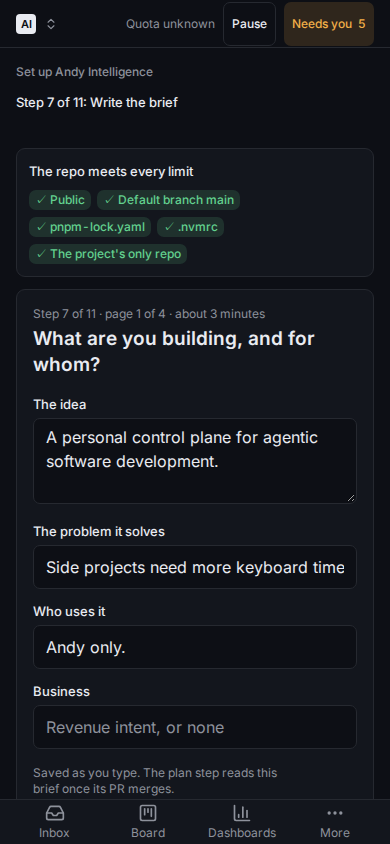 AI
Quota unknown
Pause
Needs you 5
Set up Andy Intelligence
Step 7 of 11: Write the brief
The repo meets every limit
✓ Public
✓ Default branch main
✓ pnpm-lock.yaml
✓ .nvmrc
✓ The project's only repo
Step 7 of 11 · page 1 of 4 · about 3 minutes
What are you building, and for
whom?
The idea
A personal control plane for agentic
software development.
The problem it solves
Side projects need more keyboard time
Who uses it
Andy only.
Business
Revenue intent, or none
Saved as you type. The plan step reads this
brief once its PR merges.
Inbox
Board
Dashboards
More